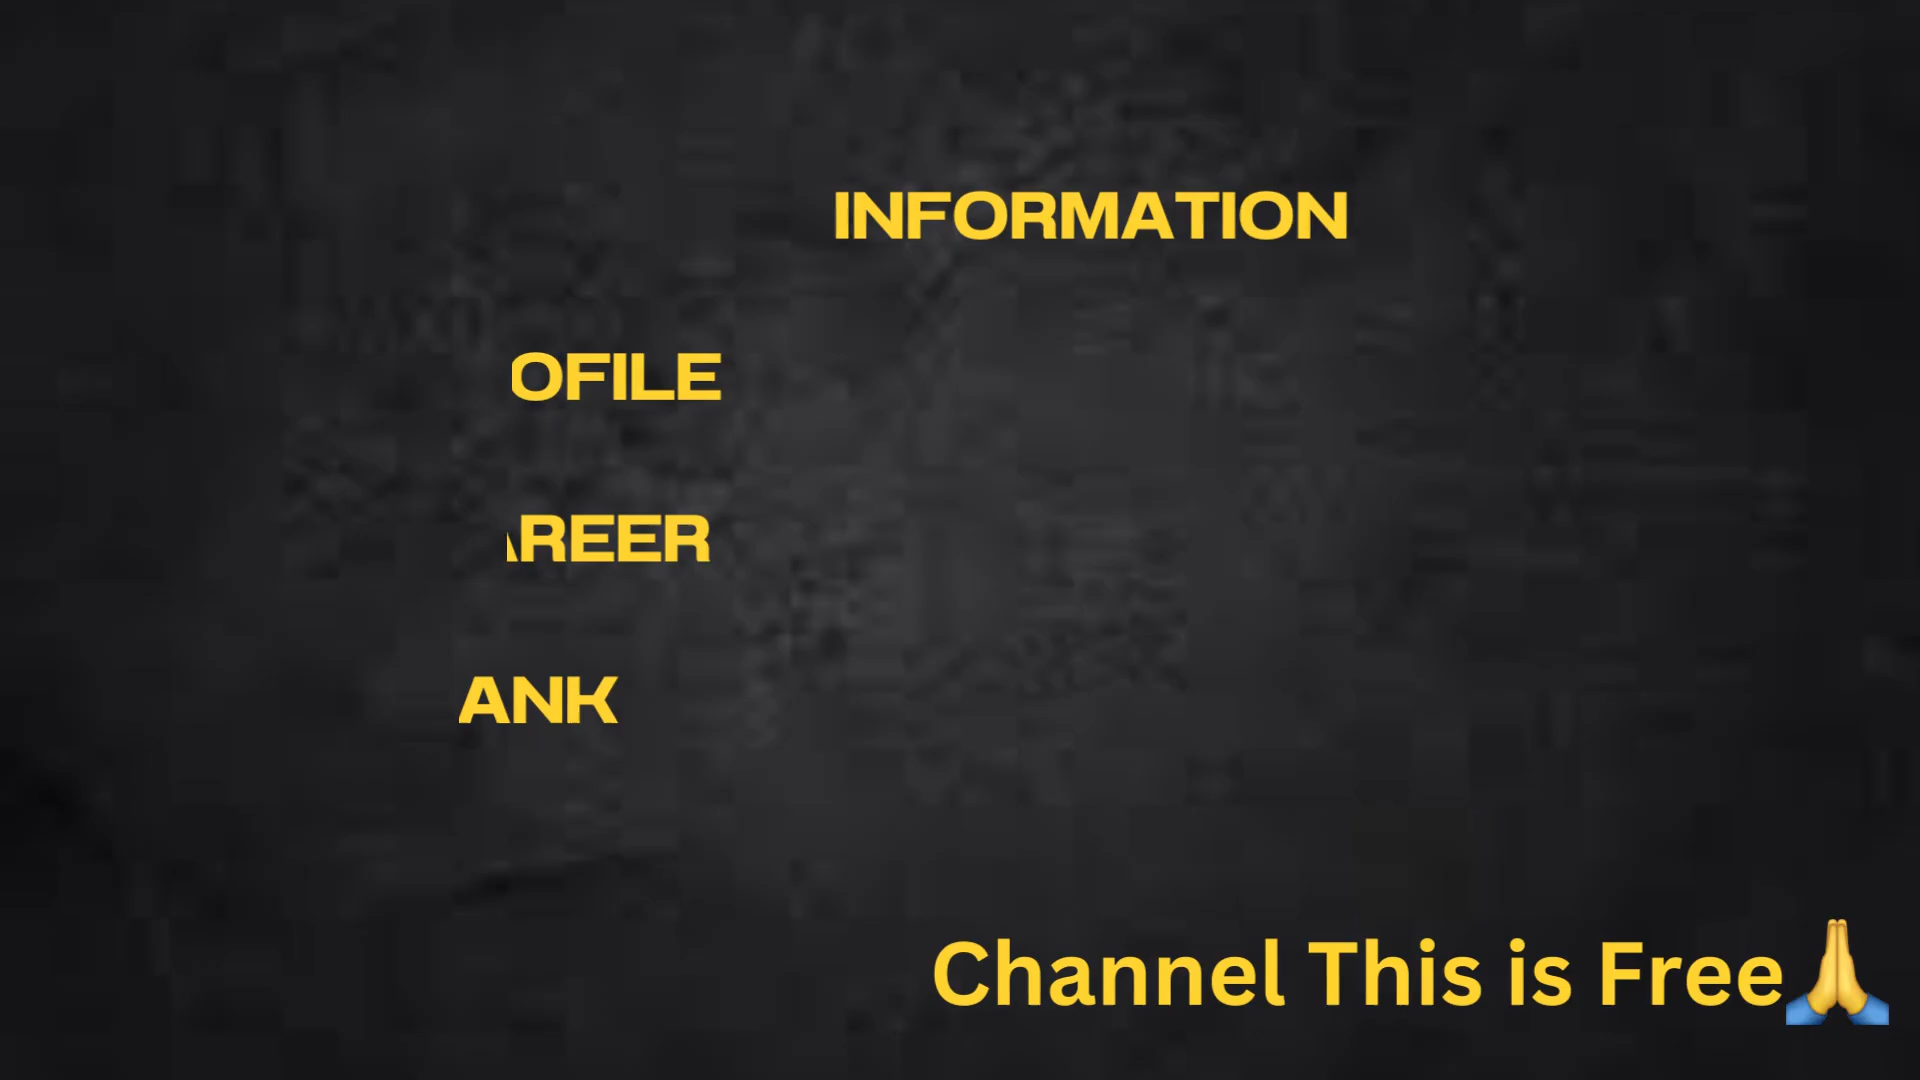 INFORMATION
OFILE
AREER
ANK
Channel This is Free🙏